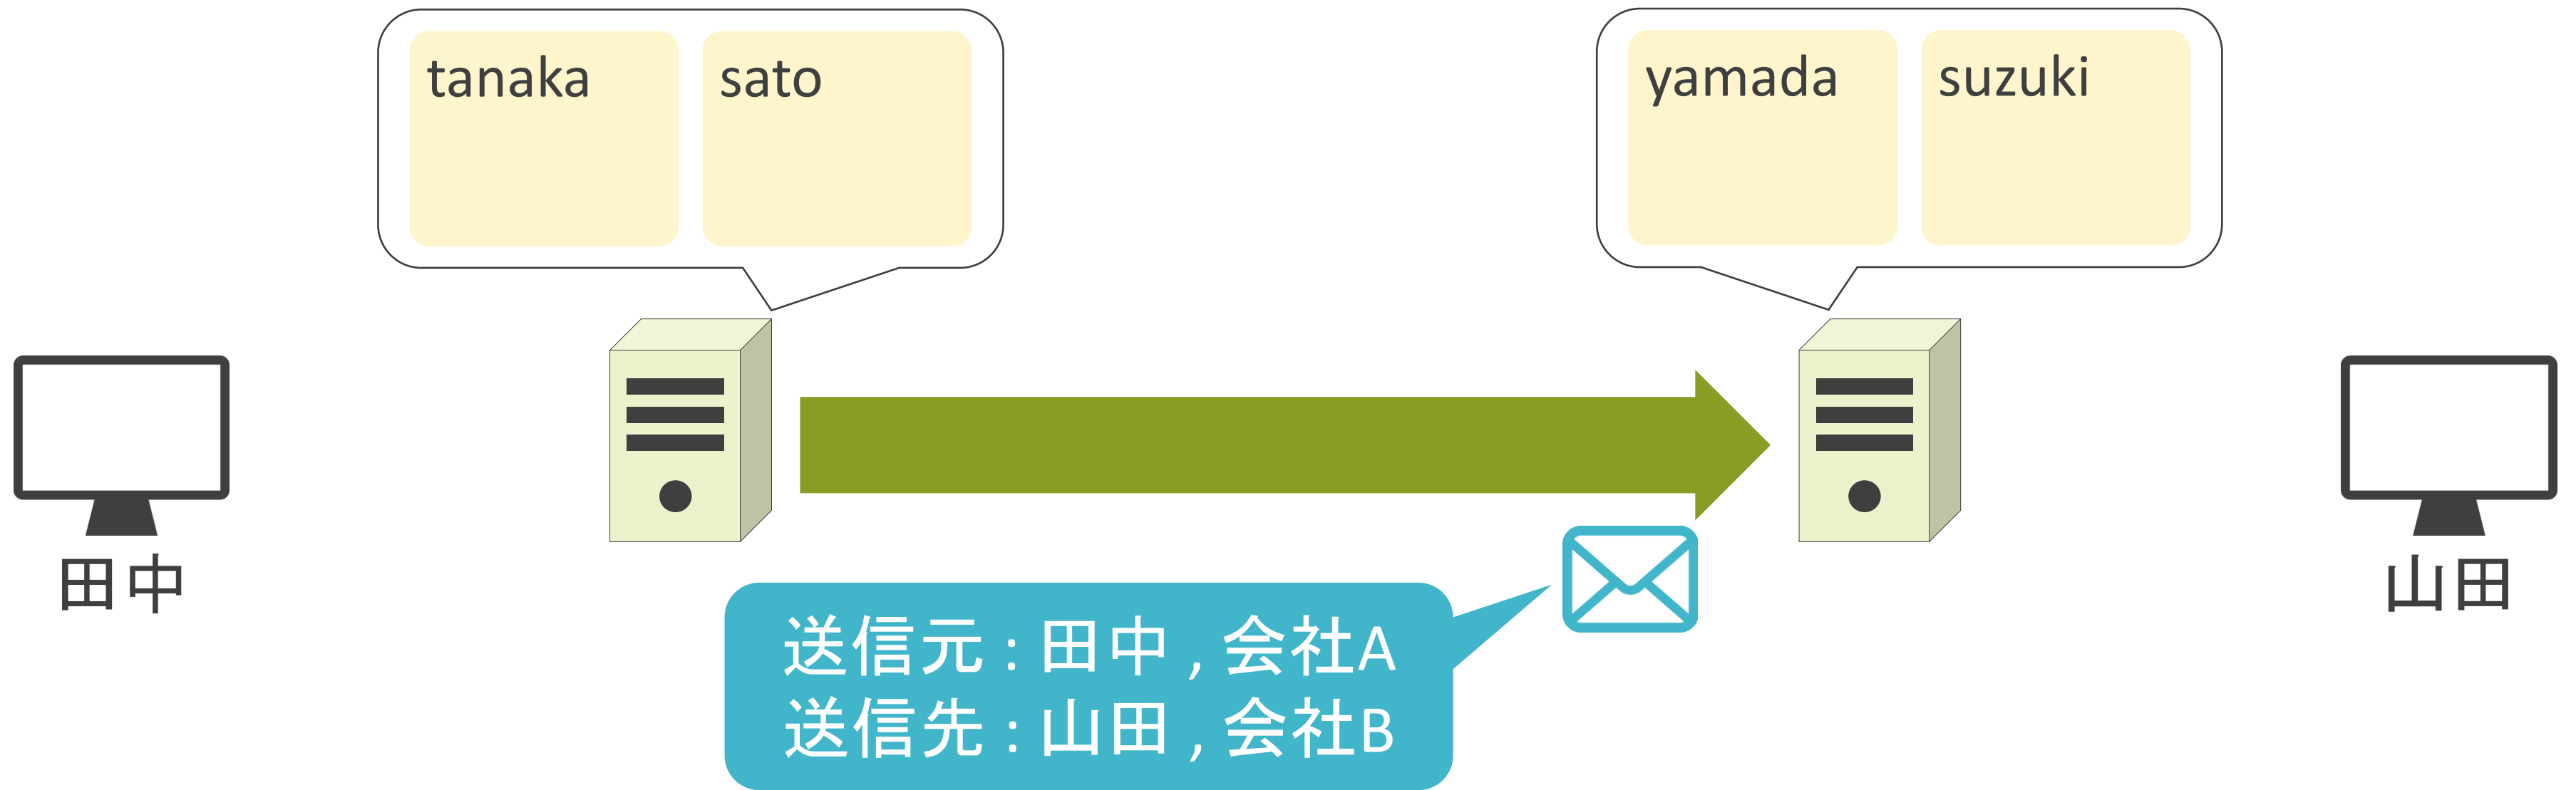 tanaka
sato
yamada
suzuki
田中
山田
送信元 : 田中 , 会社A
送信先 : 山田 , 会社B